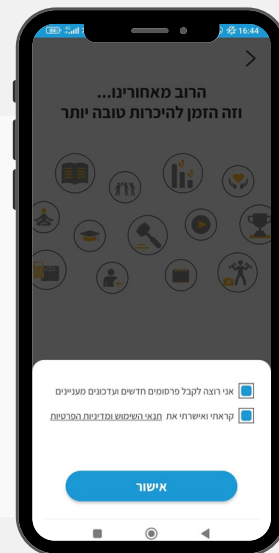 16:44
הרוב מאחורינו...
וזה הזמן להיכרות טובה יותר
אני רוצה לקבל פרסומים חדשים ועדכונים מעניינים
קראתי ואישרתי את תנאי השימוש ומדיניות הפרטיות
אישור